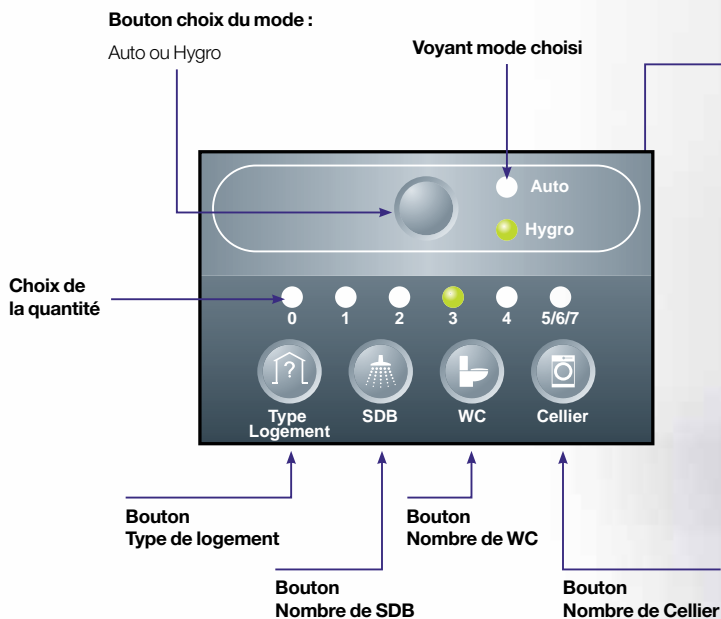 Bouton choix du mode :
Auto ou Hygro
Voyant mode choisi
Auto
Hygro
Choix de
la quantité
0 1 2 3 4 5/6/7
?
Type
Logement
SDB
WC
Cellier
Bouton
Type de logement
Bouton
Nombre de WC
Bouton
Nombre de SDB
Bouton
Nombre de Cellier